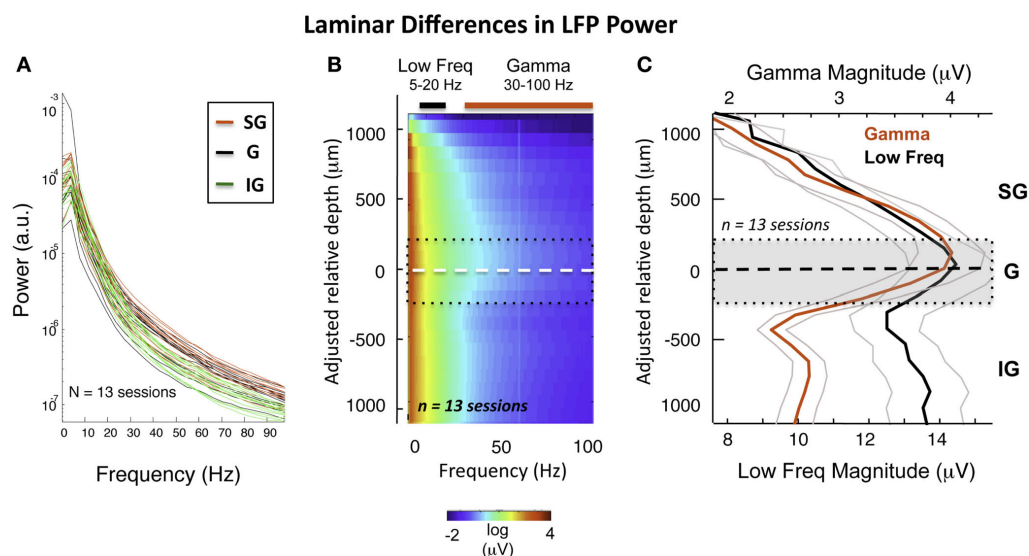 Laminar Differences in LFP Power
A
Power (a.u.)
10 -3
10 -4
10 -5
10 -6
10 -7
SG
G
IG
N = 13 sessions
0 10 20 30 40 50 60 70 80 90
Frequency (Hz)
B
Low Freq
5-20 Hz
Gamma
30-100 Hz
Adjusted relative depth (μm)
1000
500
0
-500
1000
n = 13 sessions
0 100
Frequency (Hz)
-2 log 4
(μV)
C
Gamma Magnitude (μV)
2 2.5 3 3.5 4
Gamma
Low Freq
Adjusted relative depth (μm)
1000
500
0
-500
1000
n = 13 sessions
SG
G
IG
8 10 12 14
Low Freq Magnitude (μV)